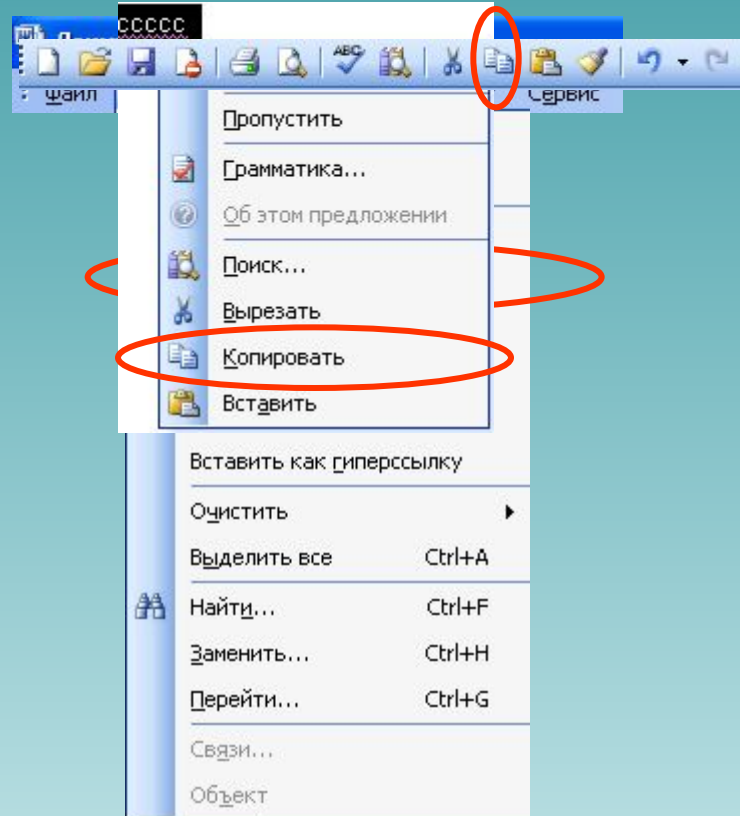 ссссс
ABC
Файл
Сервис
Пропустить
Грамматика...
Об этом предложении
Поиск...
Вырезать
Копировать
Вставить
Вставить как гиперссылку
Очистить
Выделить все Ctrl+A
Найти... Ctrl+F
Заменить... Ctrl+H
Перейти... Ctrl+G
Связи...
Объект